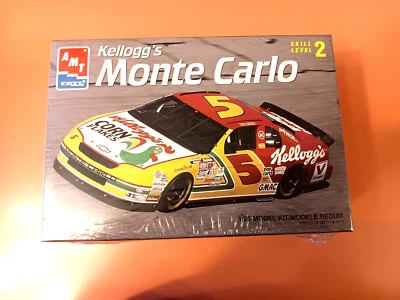 AMT
ERTL
Kellogg's
Monte Carlo
SKILL LEVEL 2
5
Kellogg's
CORN FLAKES
5
Kellogg's
GMAC
1/25 MODEL KIT/MODELE REDUIT